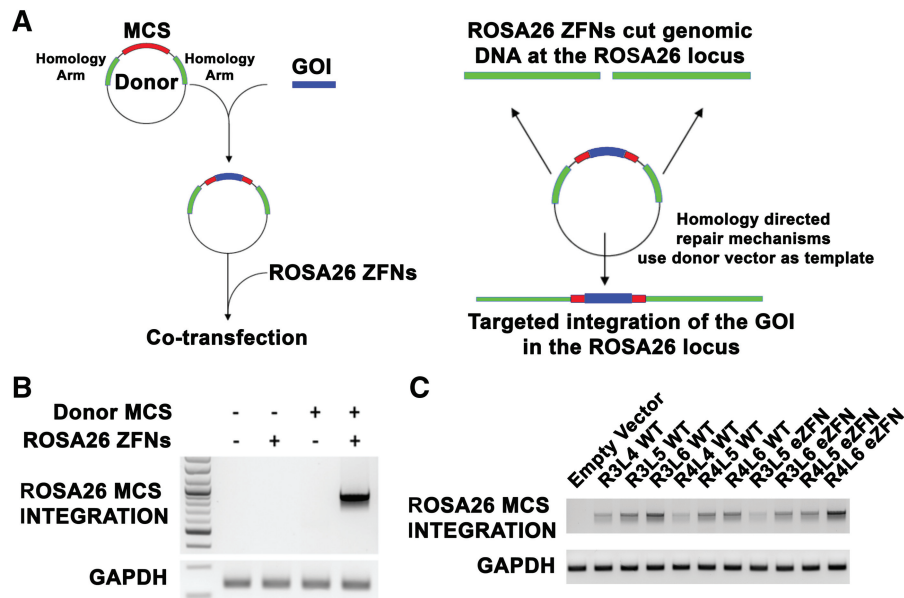 A
MCS
Homology
Arm
Homology
Arm
Donor
GOI
ROSA26 ZFNs
Co-transfection
ROSA26 ZFNs cut genomic
DNA at the ROSA26 locus
Homology directed
repair mechanisms
use donor vector as template
Targeted integration of the GOI
in the ROSA26 locus
B
Donor MCS - - + +
ROSA26 ZFNs - + - +
ROSA26 MCS
INTEGRATION
GAPDH
C
Empty Vector
R3L4 WT
R3L5 WT
R3L6 WT
R4L4 WT
R4L5 WT
R4L6 WT
R3L5 eZFN
R3L6 eZFN
R4L5 eZFN
R4L6 eZFN
ROSA26 MCS
INTEGRATION
GAPDH